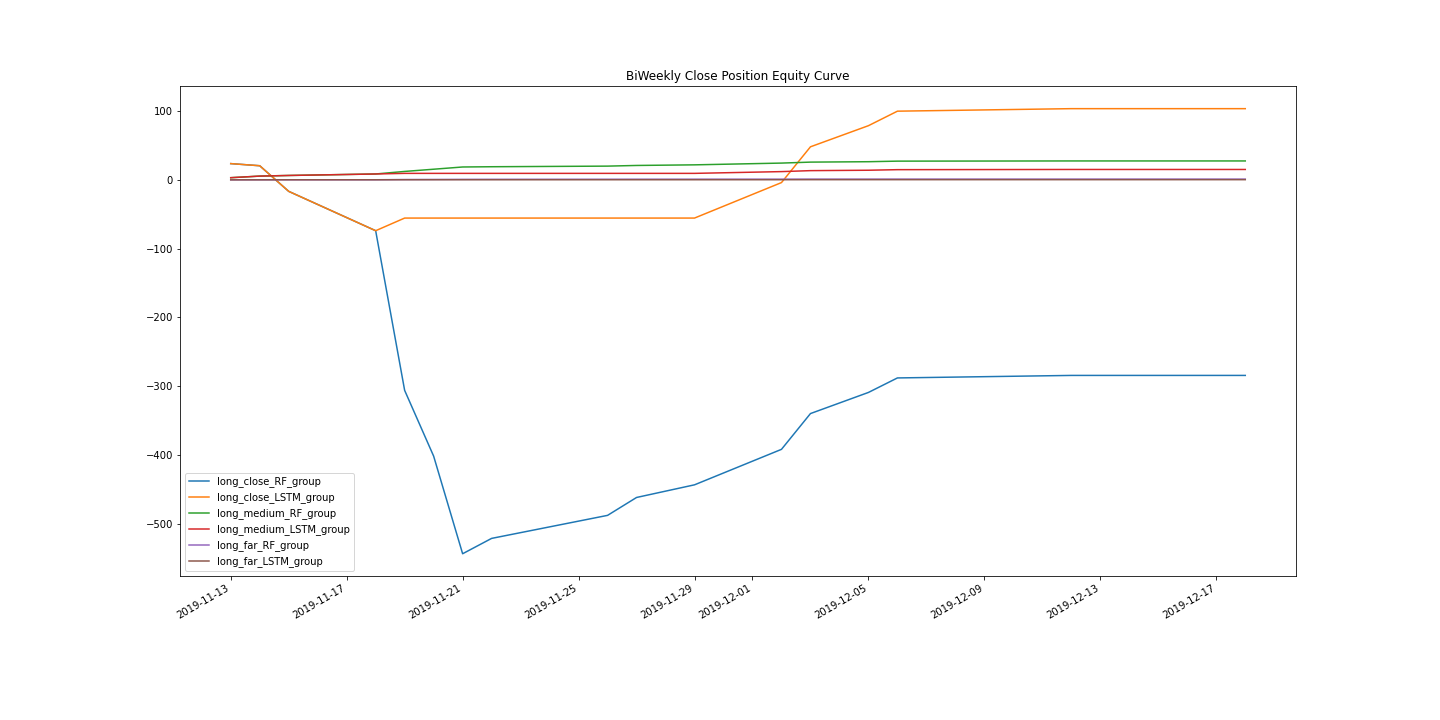 BiWeekly Close Position Equity Curve
100
0
−100
−200
−300
−400
−500
long_close_RF_group
long_close_LSTM_group
long_medium_RF_group
long_medium_LSTM_group
long_far_RF_group
long_far_LSTM_group
2019-11-13
2019-11-17
2019-11-21
2019-11-25
2019-11-29
2019-12-01
2019-12-05
2019-12-09
2019-12-13
2019-12-17